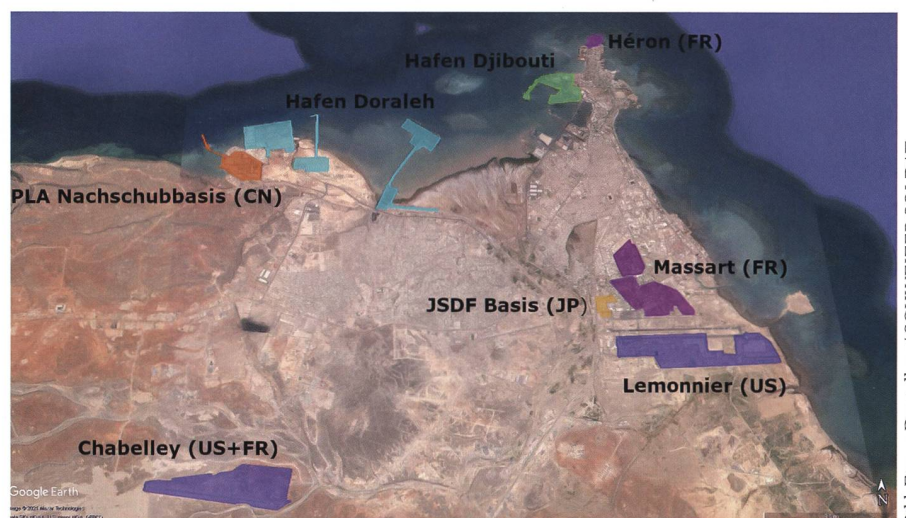 Héron (FR)
Hafen Djibouti
Hafen Doraleh
PLA Nachschubbasis (CN)
Massart (FR)
JSDF Basis (JP)
Lemonnier (US)
Chabelley (US+FR)
Google Earth
N